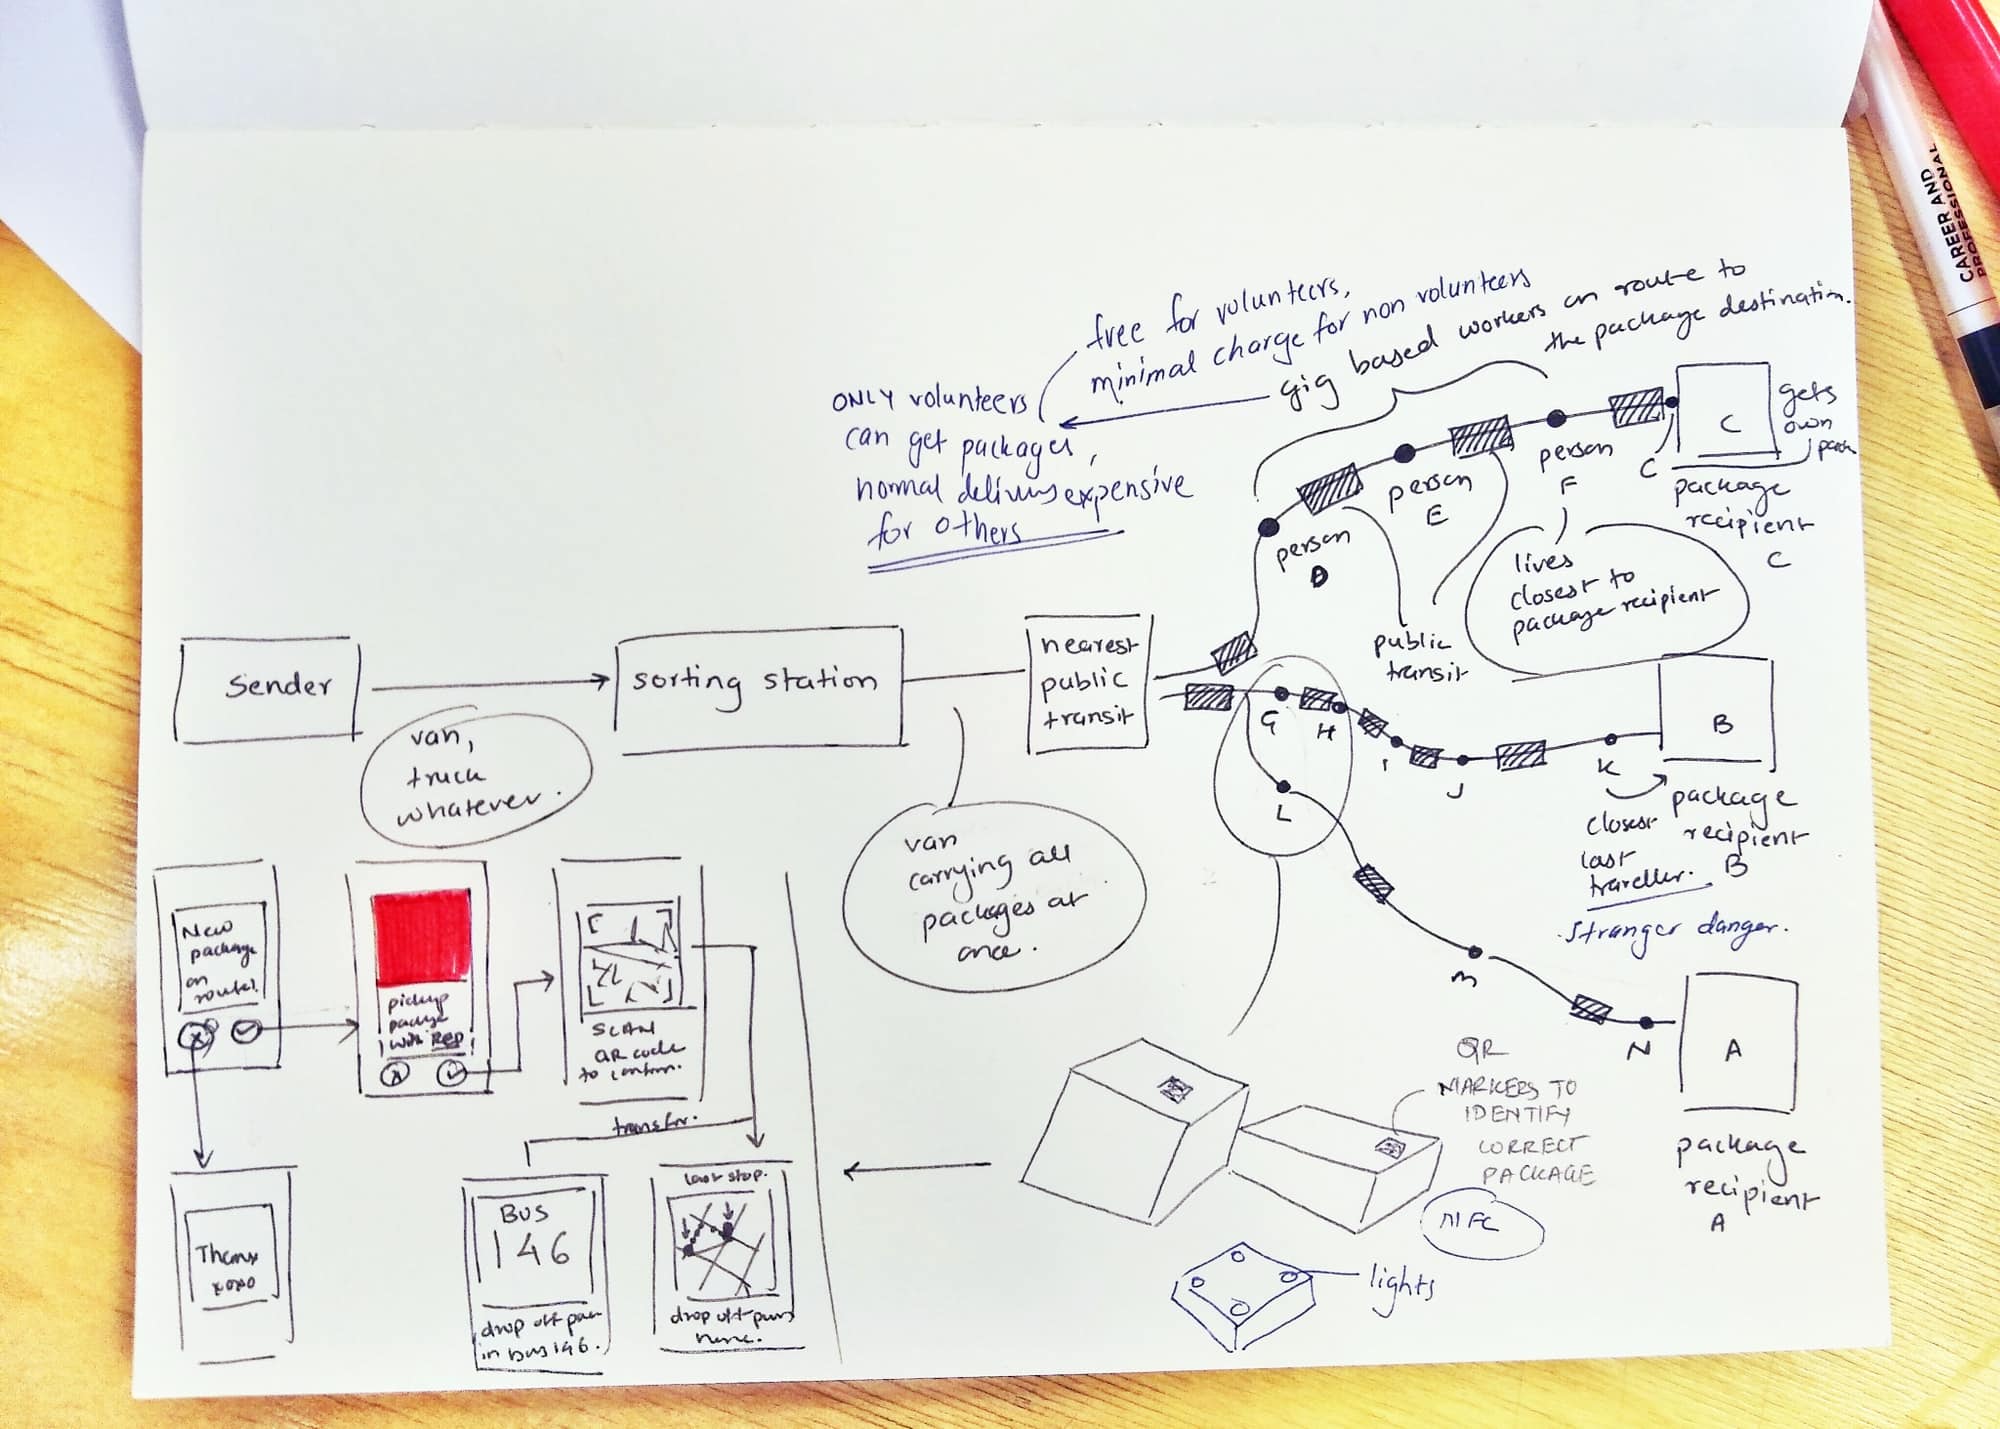 CAREER AND
PROFESSIONAL
free for volunteers,
minimal charge for non volunteers
gig based workers on route to
the package destination.
ONLY volunteers
can get packages,
normal delivery expensive
for others
C
gets
own
person
F
C
package
recipient
C
person
E
person
D
lives
closest to
package recipient
public
transit
Sender
sorting station
nearest
public
transit
van,
truck
whatever.
van
carrying all
packages at
once.
G
H
I
J
K
L
M
N
B
closest
last
traveller.
package
recipient
B
stranger danger.
A
package
recipient
A
New
package
on
route!
pickup
package
with Rep
SCAN
QR code
to confirm.
transfer.
Thanx
xoxo
BUS
146
drop off pack
in bus 146.
last stop.
drop off
here.
QR
MARKERS TO
IDENTIFY
CORRECT
PACKAGE
NFC
lights